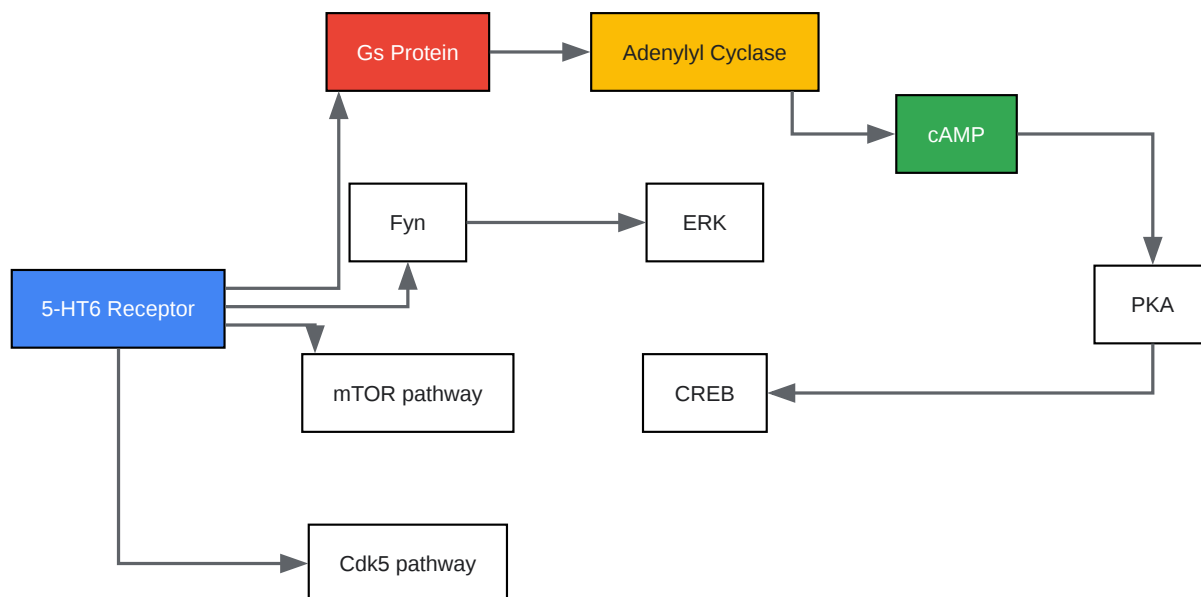 Gs Protein
Adenylyl Cyclase
cAMP
Fyn
ERK
5-HT6 Receptor
PKA
mTOR pathway
CREB
Cdk5 pathway